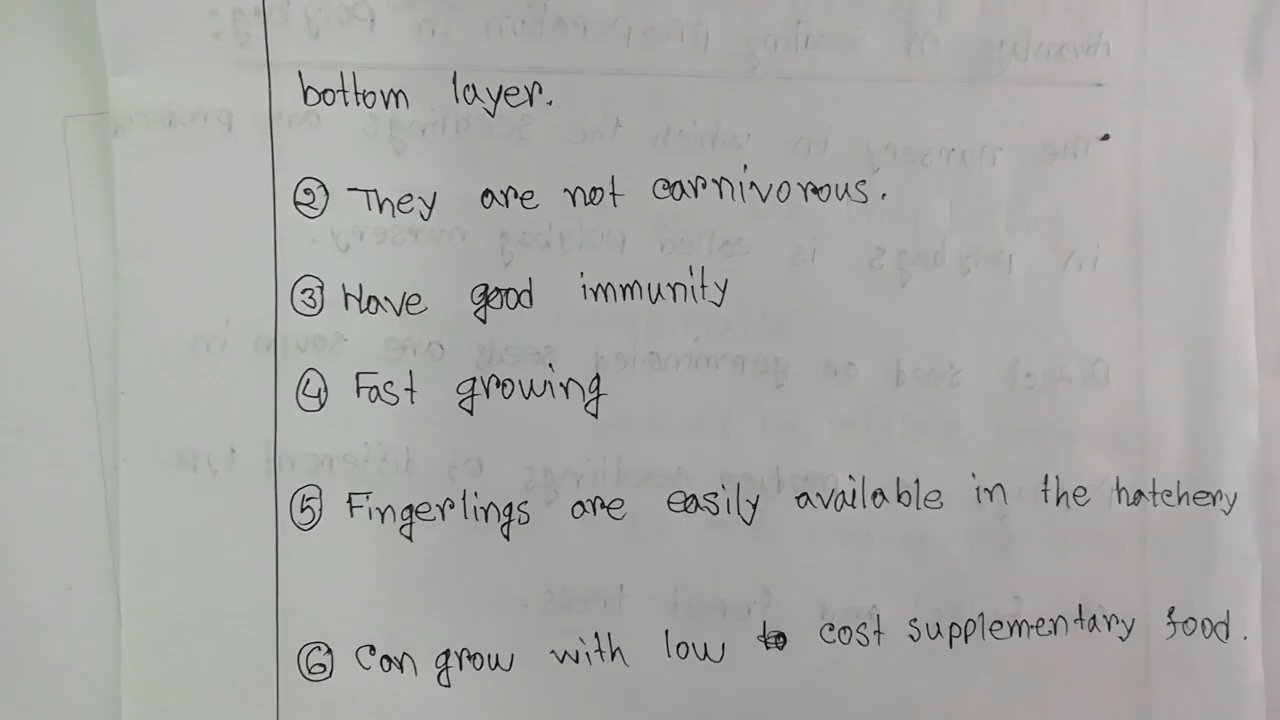 bottom layer.
② They are not carnivorous.
③ Have good immunity
④ Fast growing
⑤ Fingerlings are easily available in the hatchery
⑥ Can grow with low cost supplementary food.